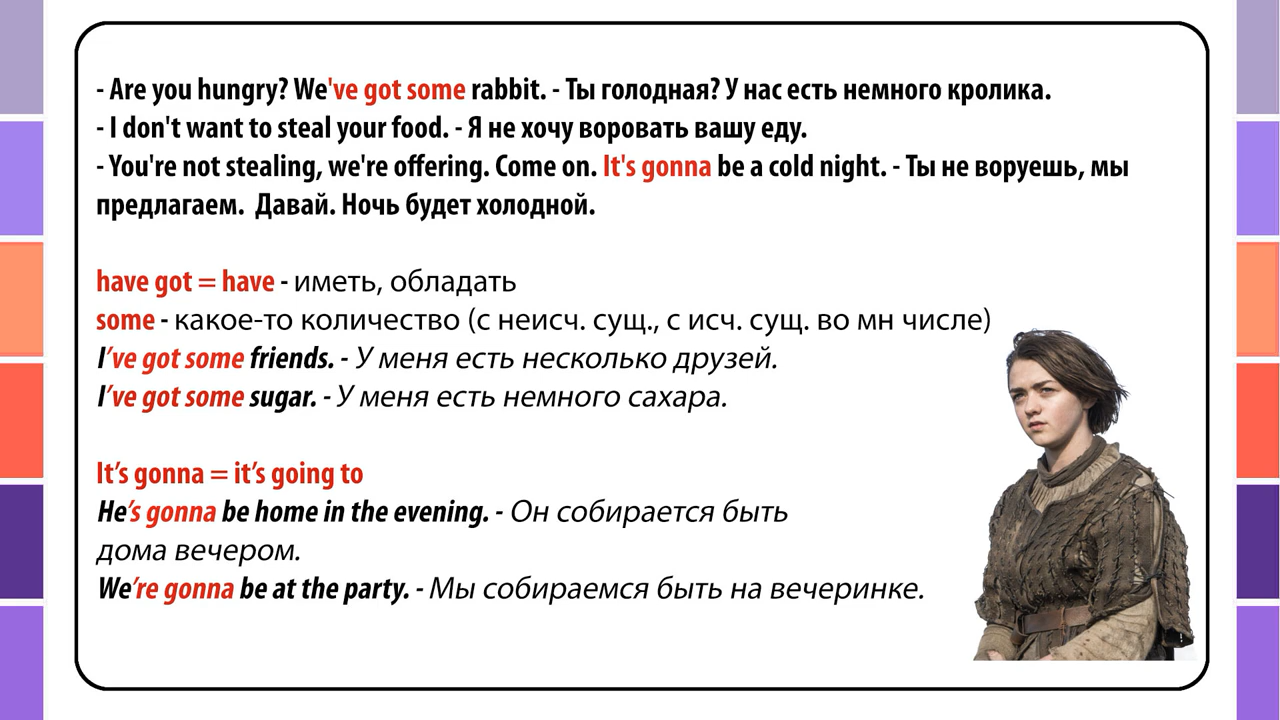 - Are you hungry? We've got some rabbit. - Ты голодная? У нас есть немного кролика.
- I don't want to steal your food. - Я не хочу воровать вашу еду.
- You're not stealing, we're offering. Come on. It's gonna be a cold night. - Ты не воруешь, мы
предлагаем.  Давай. Ночь будет холодной.
have got = have - иметь, обладать
some - какое-то количество (с неисч. сущ., с исч. сущ. во мн числе)
I’ve got some friends. - У меня есть несколько друзей.
I’ve got some sugar. - У меня есть немного сахара.
It’s gonna = it’s going to
He’s gonna be home in the evening. - Он собирается быть
дома вечером.
We’re gonna be at the party. - Мы собираемся быть на вечеринке.